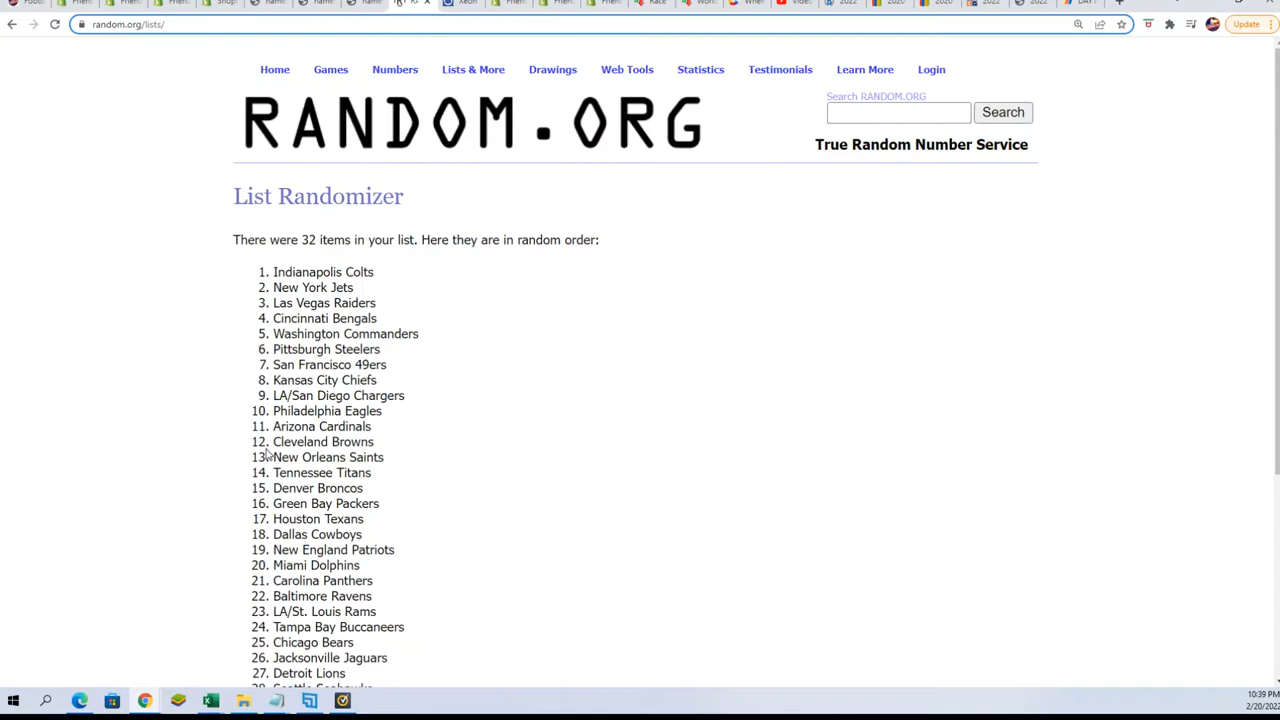 random.org/lists/
Update
Home Games Numbers Lists & More Drawings Web Tools Statistics Testimonials Learn More Login
RANDOM.ORG
Search RANDOM.ORG
Search
True Random Number Service
List Randomizer
There were 32 items in your list. Here they are in random order:
1. Indianapolis Colts
2. New York Jets
3. Las Vegas Raiders
4. Cincinnati Bengals
5. Washington Commanders
6. Pittsburgh Steelers
7. San Francisco 49ers
8. Kansas City Chiefs
9. LA/San Diego Chargers
10. Philadelphia Eagles
11. Arizona Cardinals
12. Cleveland Browns
13. New Orleans Saints
14. Tennessee Titans
15. Denver Broncos
16. Green Bay Packers
17. Houston Texans
18. Dallas Cowboys
19. New England Patriots
20. Miami Dolphins
21. Carolina Panthers
22. Baltimore Ravens
23. LA/St. Louis Rams
24. Tampa Bay Buccaneers
25. Chicago Bears
26. Jacksonville Jaguars
27. Detroit Lions
28. Seattle Seahawks
10:39 PM